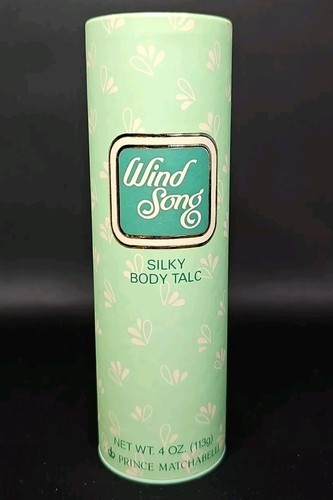 Wind
Song
SILKY
BODY TALC
NET WT. 4 OZ. (113g)
PRINCE MATCHABELLI